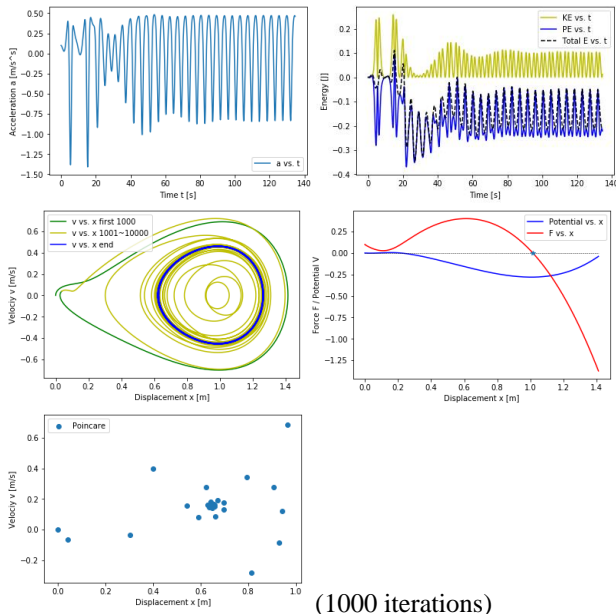 0.50
0.25
0.00
−0.25
−0.50
−0.75
−1.00
−1.25
−1.50
Acceleration a [m/s^s]
a vs. t
0 20 40 60 80 100 120 140
Time t [s]
0.3
0.2
0.1
0.0
−0.1
−0.2
−0.3
−0.4
Energy [J]
KE vs. t
PE vs. t
Total E vs. t
0 20 40 60 80 100 120 140
Time [s]
0.6
0.4
0.2
0.0
−0.2
−0.4
−0.6
Velociy v [m/s]
v vs. x first 1000
v vs. x 1001~10000
v vs. x end
0.0 0.2 0.4 0.6 0.8 1.0 1.2 1.4
Displacement x [m]
0.25
0.00
−0.25
−0.50
−0.75
−1.00
−1.25
Force F / Potential V
Potential vs. x
F vs. x
0.0 0.2 0.4 0.6 0.8 1.0 1.2 1.4
Displacement x [m]
0.6
0.4
0.2
0.0
−0.2
Velociy v [m/s]
Poincare
0.0 0.2 0.4 0.6 0.8 1.0
Displacement x [m]
(1000 iterations)